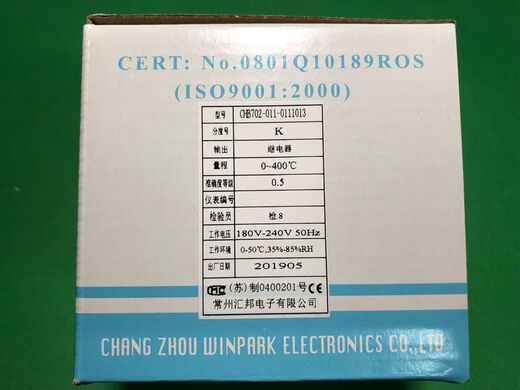 CERT: No.0801Q10189ROS
(ISO9001:2000)
型号 CHB702-011-0111013
分度号 K
输出 继电器
量程 0~400℃
准确度等级 0.5
仪表编号
检验员 检.8
工作电压 180V-240V 50Hz
工作环境 0-50℃,35%-85%RH
出厂日期 201905
MC (苏)制0400201号 CE
常州汇邦电子有限公司
CHANG ZHOU WINPARK ELECTRONICS CO.,LTD